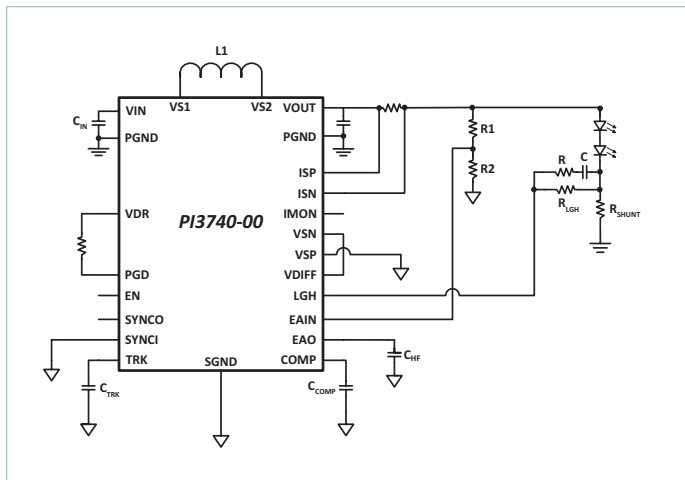 L1
VS1
VS2
VIN
VOUT
C_IN
PGND
PGND
R1
R2
ISP
ISN
R
C
R_LGH
R_SHUNT
VDR
PI3740-00
IMON
VSN
VSP
PGD
VDIFF
EN
LGH
SYNCO
EAIN
SYNCI
EAO
TRK
SGND
COMP
C_HF
C_TRK
C_COMP